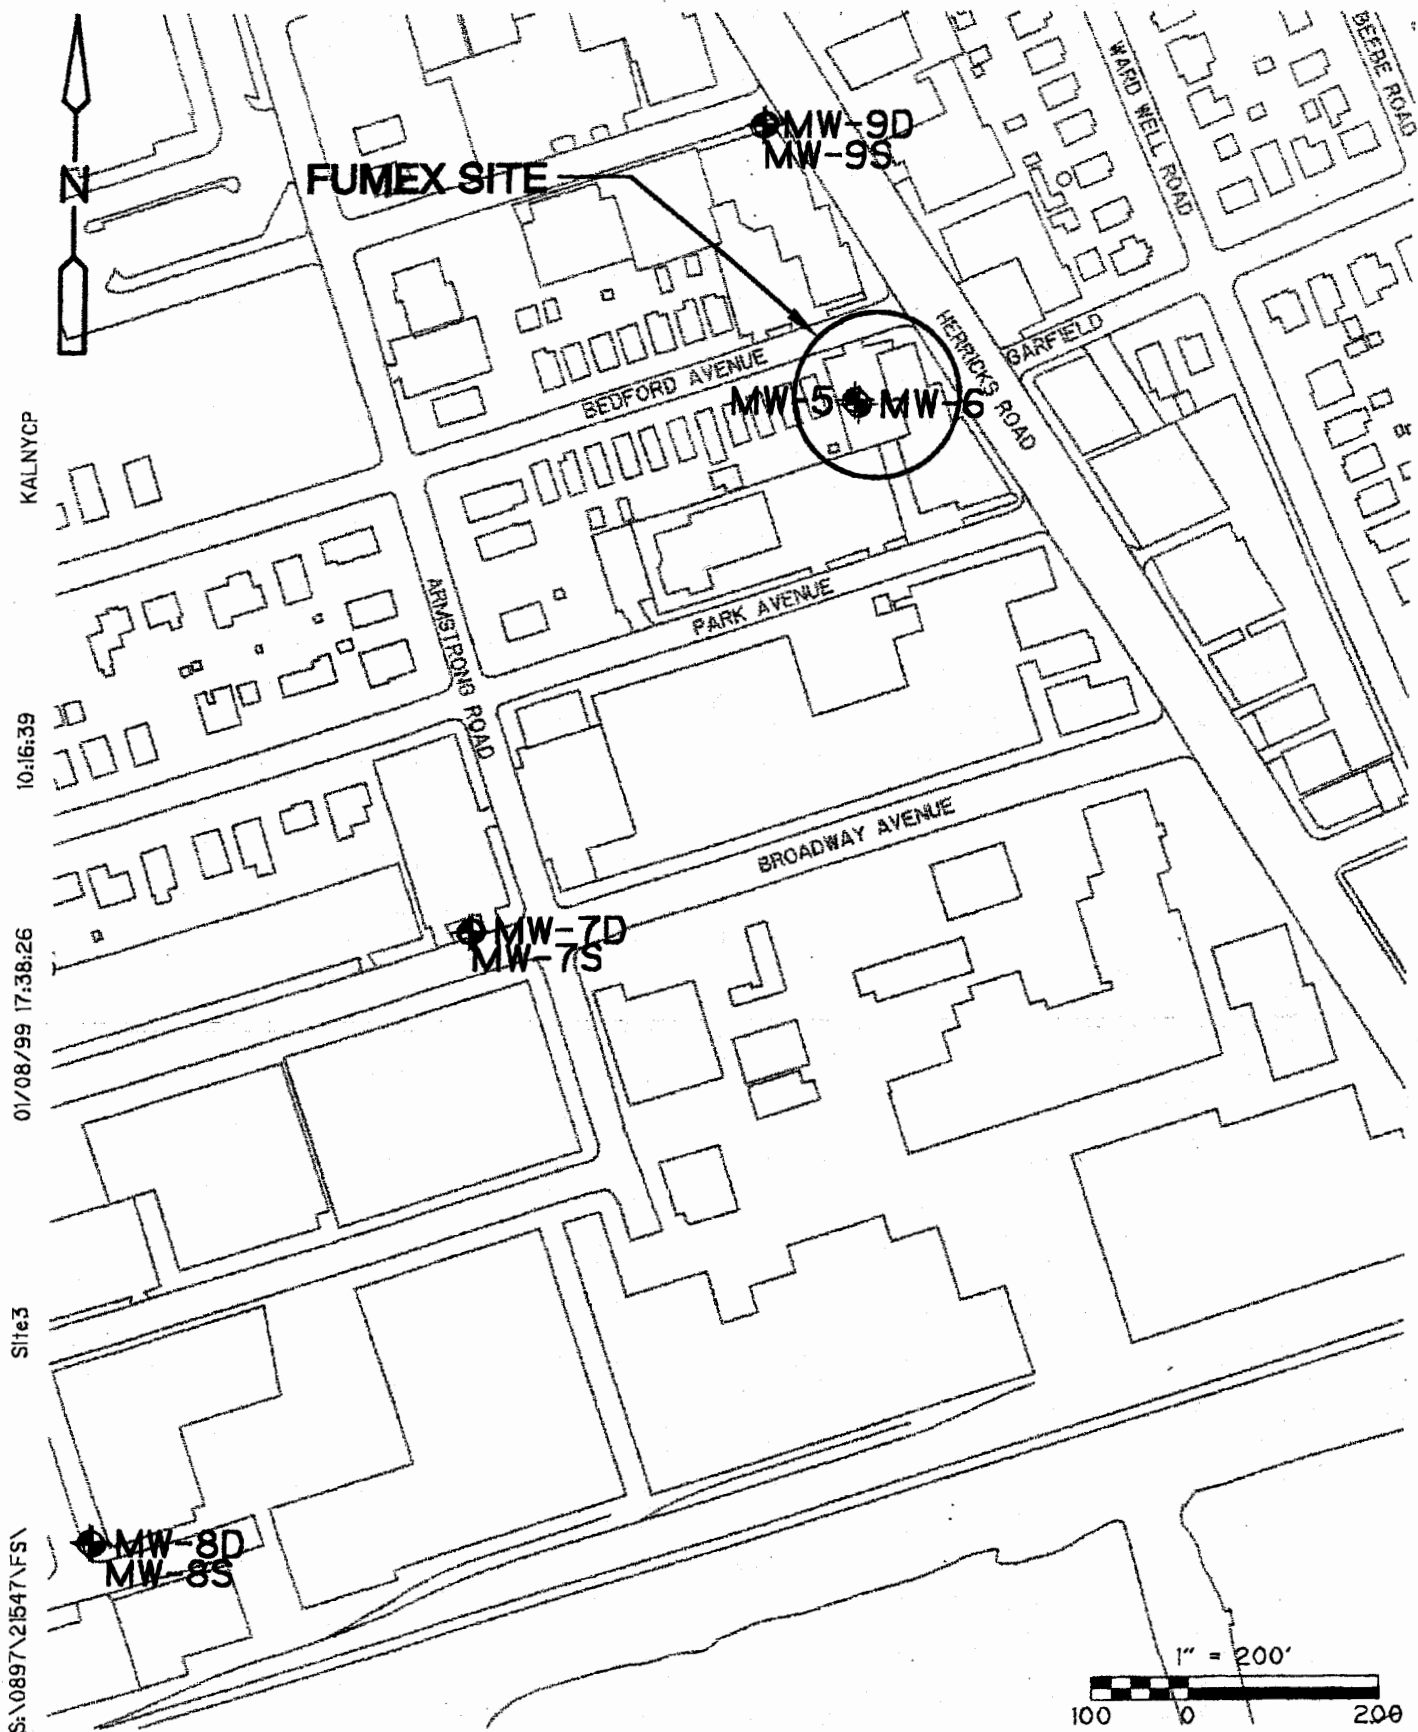 MW-9D
MW-9S
FUMEX SITE
N
WARD WELL ROAD
BEEBE ROAD
HERRICKS ROAD
GARFIELD
BEDFORD AVENUE
MW-5
MW-6
ARMSTRONG ROAD
PARK AVENUE
BROADWAY AVENUE
MW-7D
MW-7S
MW-8D
MW-8S
1" = 200'
100 0 200
KALNYCP
10:16:39
01/08/99 17:38:26
Site3
S:\0897\21547\FS\